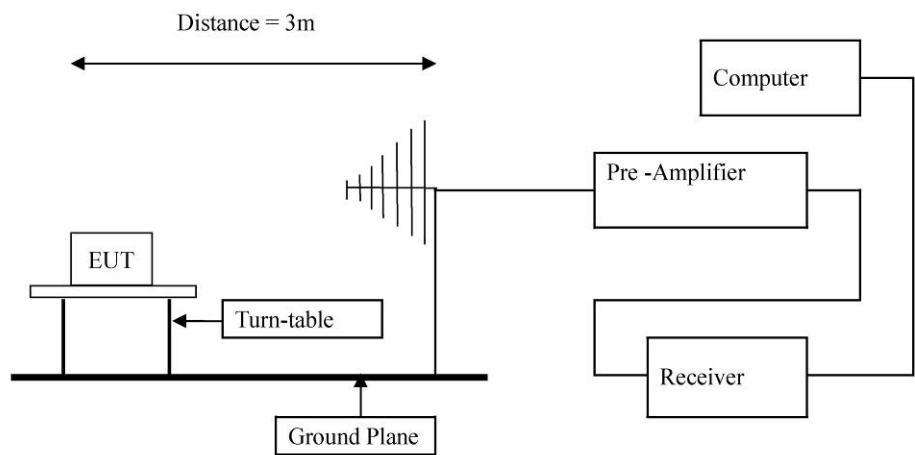 Distance = 3m
Computer
Pre -Amplifier
EUT
Turn-table
Receiver
Ground Plane